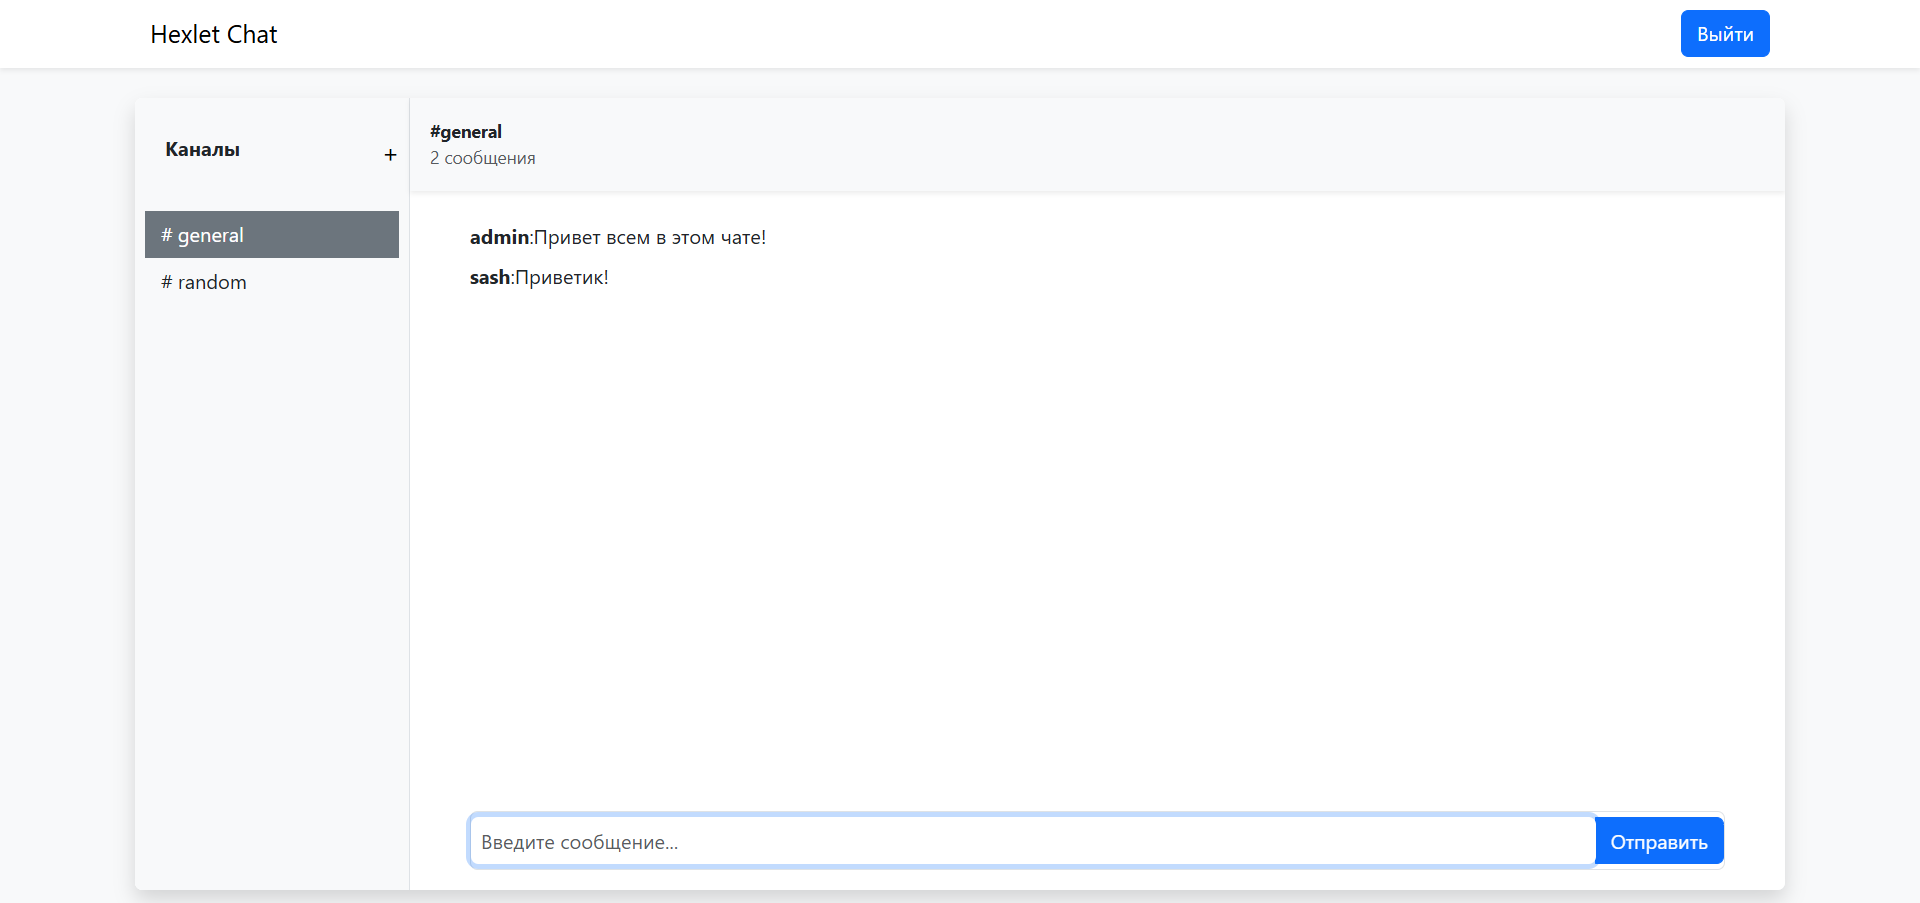 Hexlet Chat
Выйти
Каналы
+
# general
# random
#general
2 сообщения
admin:Привет всем в этом чате!
sash:Приветик!
Введите сообщение...
Отправить